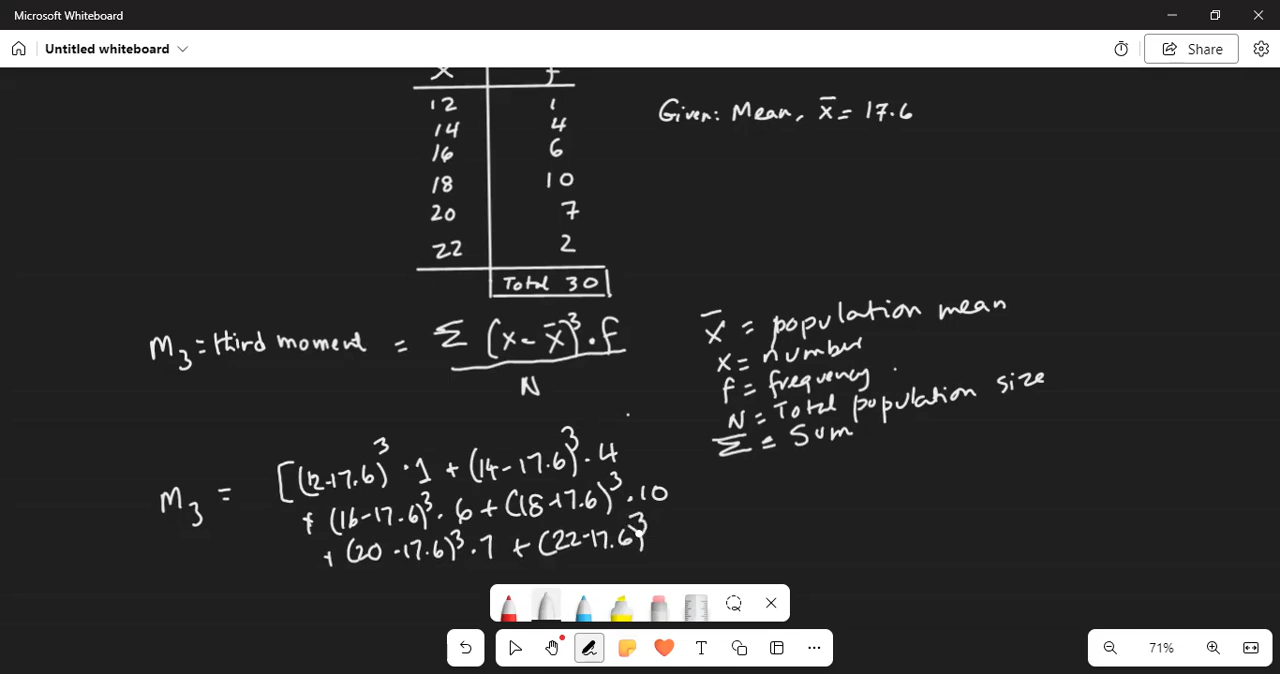 Microsoft Whiteboard
Untitled whiteboard
Share
x f
12 1
14 4
16 6
18 10
20 7
22 2
Total 30
Given: Mean, x̄ = 17.6
M₃ = third moment = Σ (x - x̄)³ · f
N
x̄ = population mean
x = number
f = frequency
N = Total population size
Σ = Sum
M₃ = [(12-17.6)³ · 1 + (14-17.6)³ · 4
+ (16-17.6)³ · 6 + (18-17.6)³ · 10
+ (20-17.6)³ · 7 + (22-17.6)³
T
71%